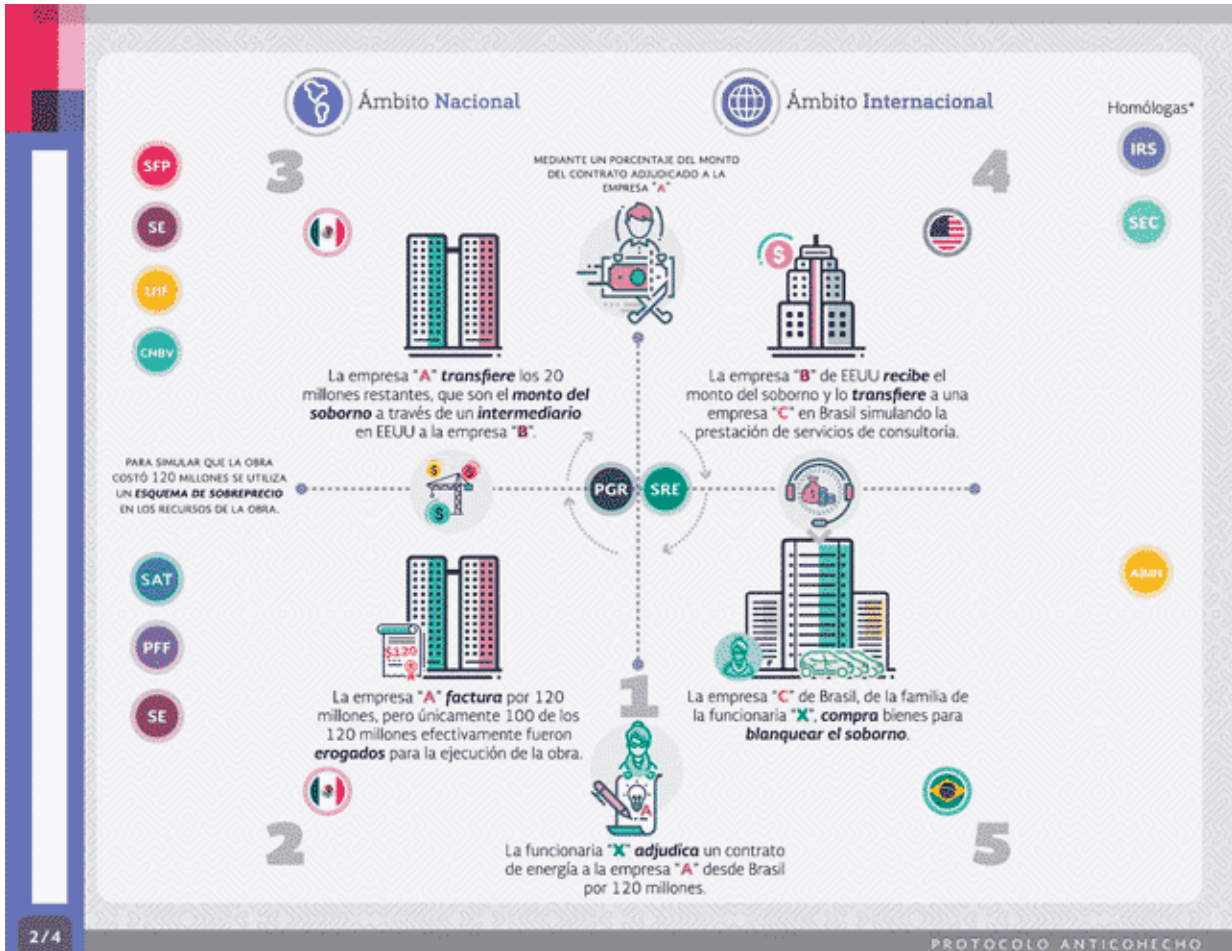 Ámbito Nacional
Ámbito Internacional
Homólogas*
SFP
SE
UIF
CNBV
3
MEDIANTE UN PORCENTAJE DEL MONTO
DEL CONTRATO ADJUDICADO A LA
EMPRESA "A"
4
IRS
SEC
La empresa "A" transfiere los 20
millones restantes, que son el monto del
soborno a través de un intermediario
en EEUU a la empresa "B".
La empresa "B" de EEUU recibe el
monto del soborno y lo transfiere a una
empresa "C" en Brasil simulando la
prestación de servicios de consultoría.
PARA SIMULAR QUE LA OBRA
COSTÓ 120 MILLONES SE UTILIZA
UN ESQUEMA DE SOBREPRECIO
EN LOS RECURSOS DE LA OBRA.
PGR
SRE
SAT
PFF
SE
$120
La empresa "A" factura por 120
millones, pero únicamente 100 de los
120 millones efectivamente fueron
erogados para la ejecución de la obra.
2
1
A
La funcionaria "X" adjudica un contrato
de energía a la empresa "A" desde Brasil
por 120 millones.
La empresa "C" de Brasil, de la familia de
la funcionaria "X", compra bienes para
blanquear el soborno.
5
2/4
PROTOCOLO ANTICOHECHO